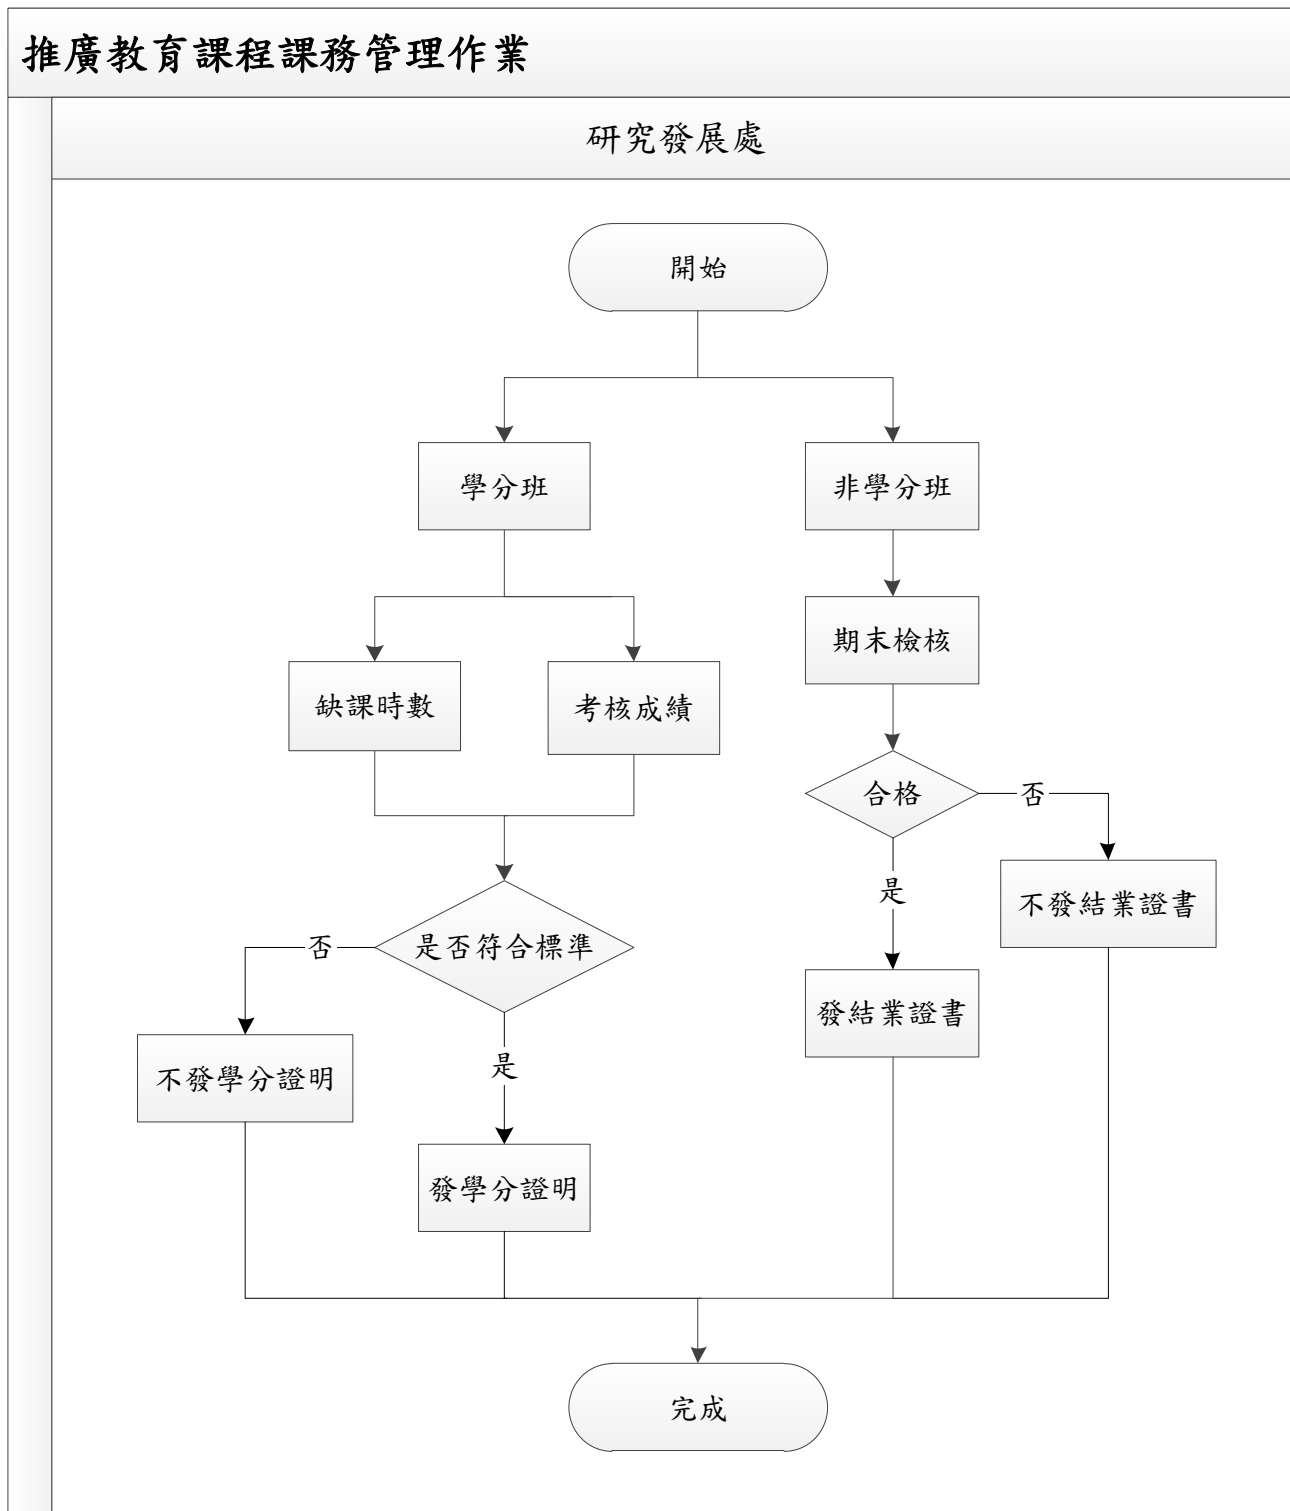 推廣教育課程課務管理作業
研究發展處
開始
學分班
非學分班
期末檢核
缺課時數
考核成績
合格
否
是
不發結業證書
是否符合標準
否
發結業證書
是
不發學分證明
發學分證明
完成